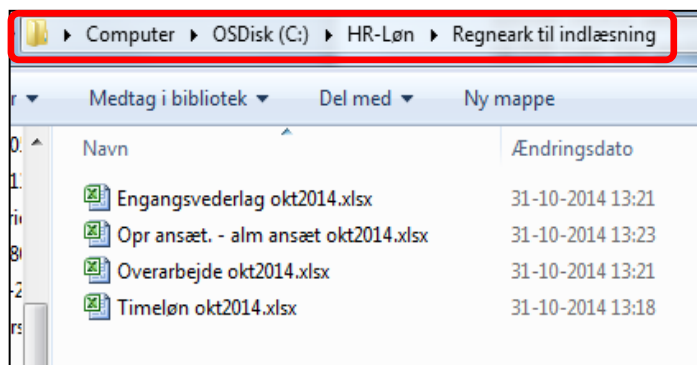 Computer OSDisk (C:) HR-Løn Regneark til indlæsning
Medtag i bibliotek Del med Ny mappe
Navn Ændringsdato
Engangsvederlag okt2014.xlsx 31-10-2014 13:21
Opr ansæt. - alm ansæt okt2014.xlsx 31-10-2014 13:23
Overarbejde okt2014.xlsx 31-10-2014 13:21
Timeløn okt2014.xlsx 31-10-2014 13:18